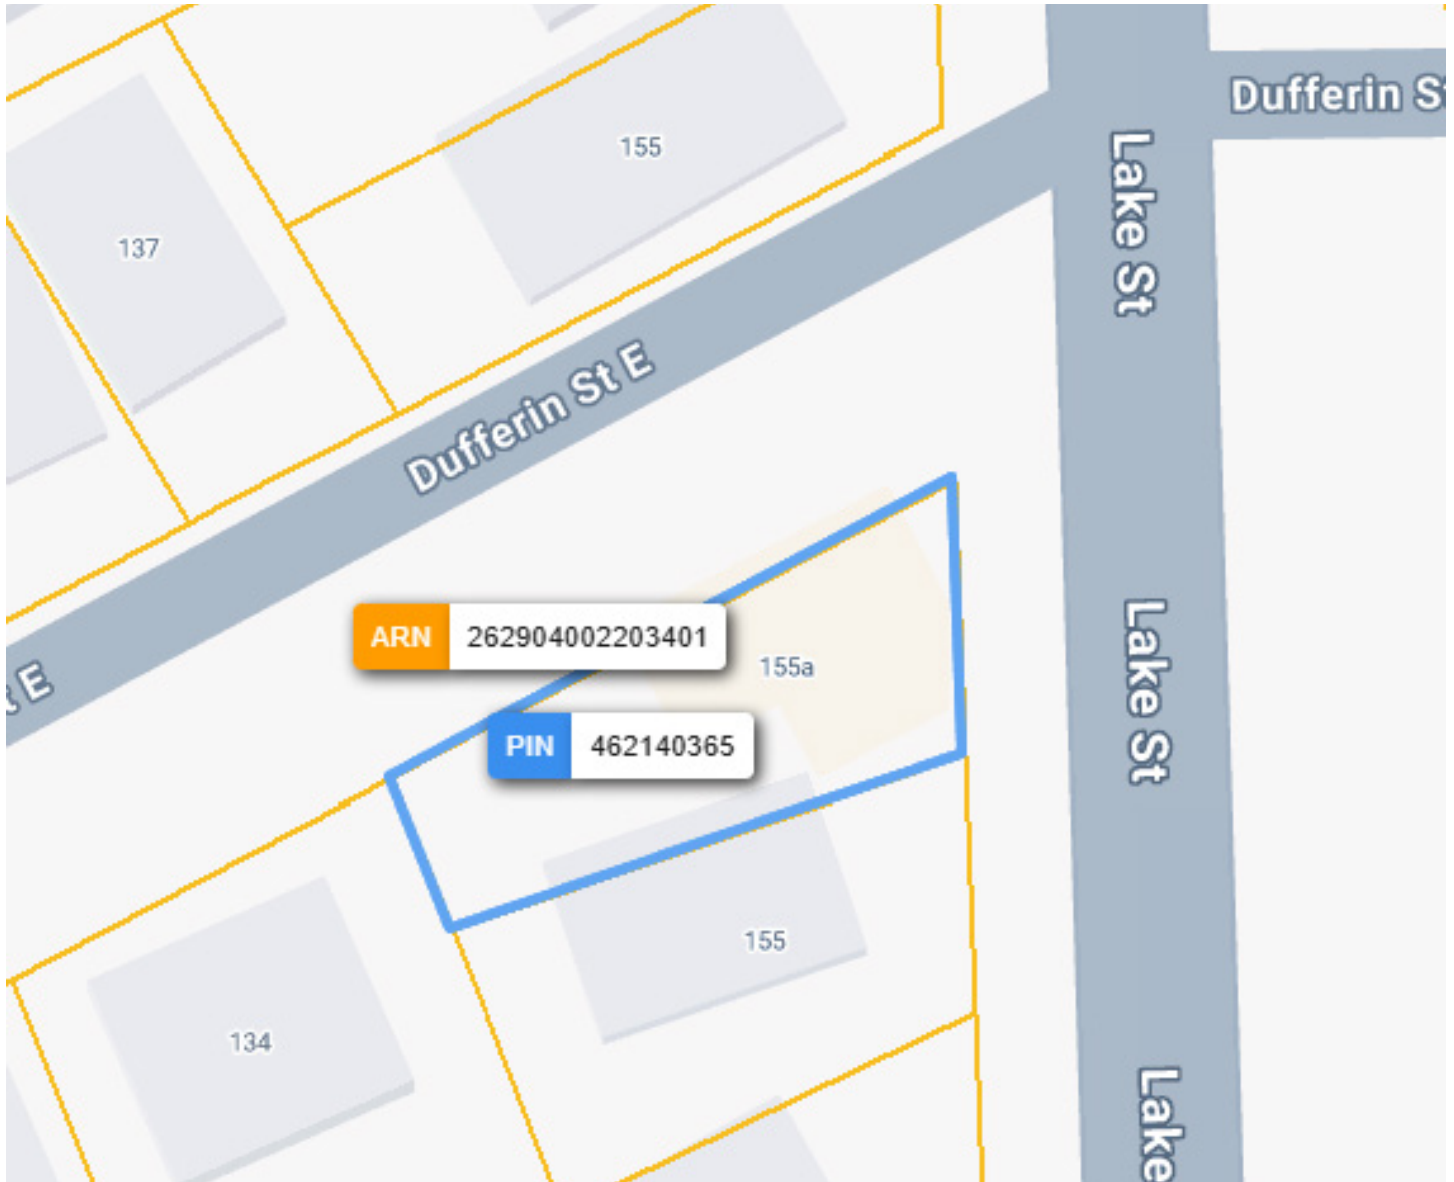 Dufferin St
Lake St
155
137
Dufferin St E
ARN 262904002203401
t E
155a
PIN 462140365
Lake St
155
134
Lake